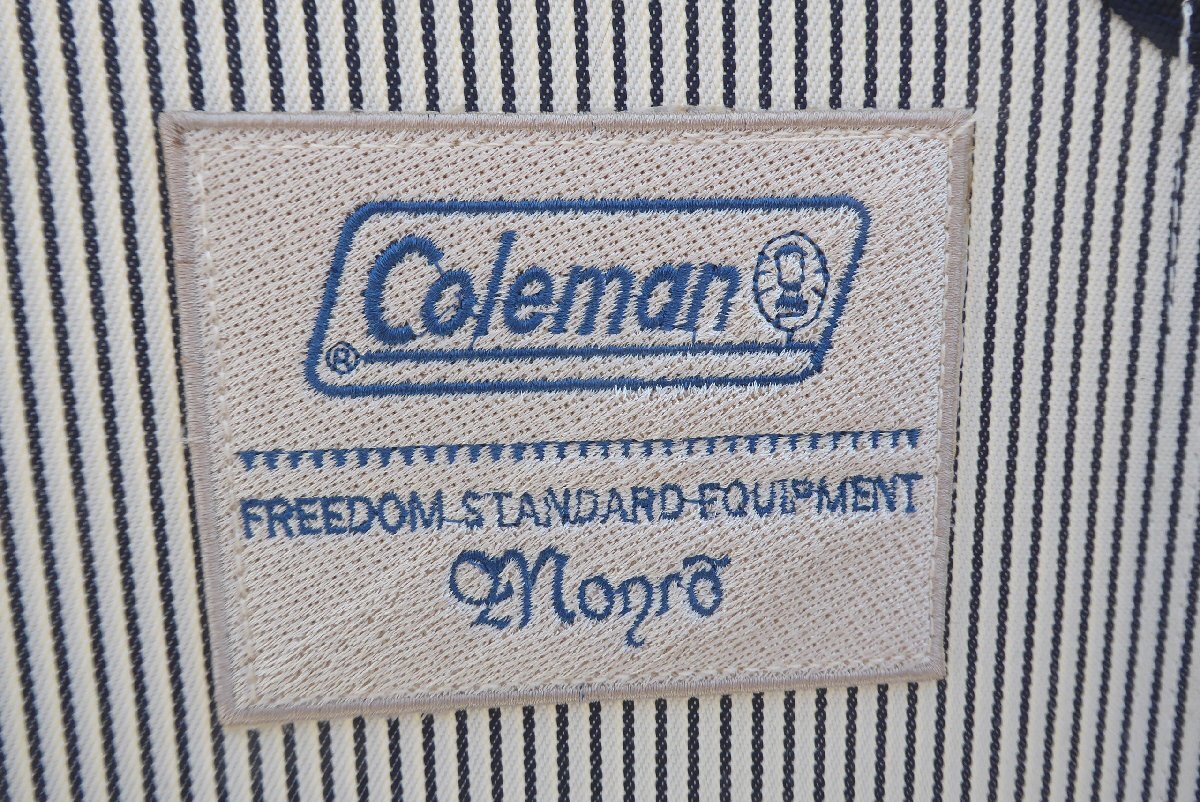 Coleman
®
FREEDOM STANDARD EQUIPMENT
Monro